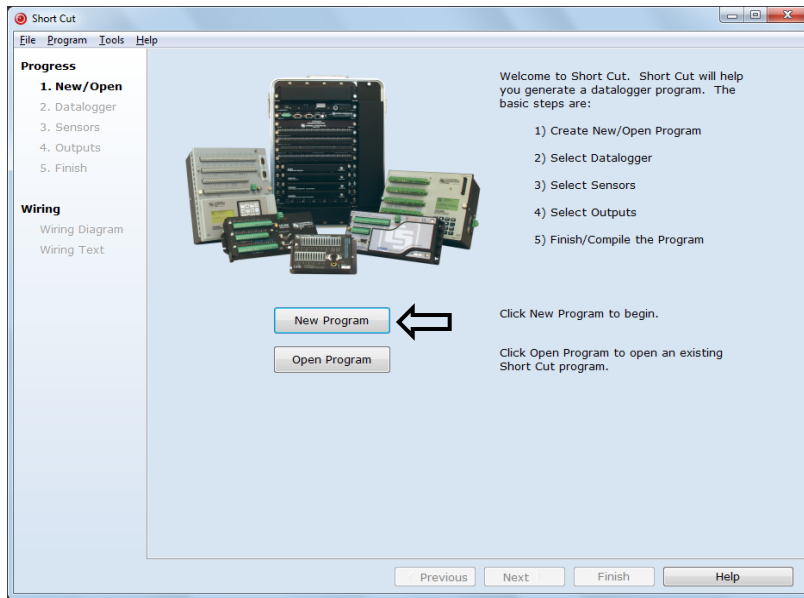 Short Cut
File Program Tools Help
Progress
1. New/Open
2. Datalogger
3. Sensors
4. Outputs
5. Finish
Wiring
Wiring Diagram
Wiring Text
Welcome to Short Cut. Short Cut will help
you generate a datalogger program. The
basic steps are:
1) Create New/Open Program
2) Select Datalogger
3) Select Sensors
4) Select Outputs
5) Finish/Compile the Program
New Program
Click New Program to begin.
Open Program
Click Open Program to open an existing
Short Cut program.
Previous Next Finish Help